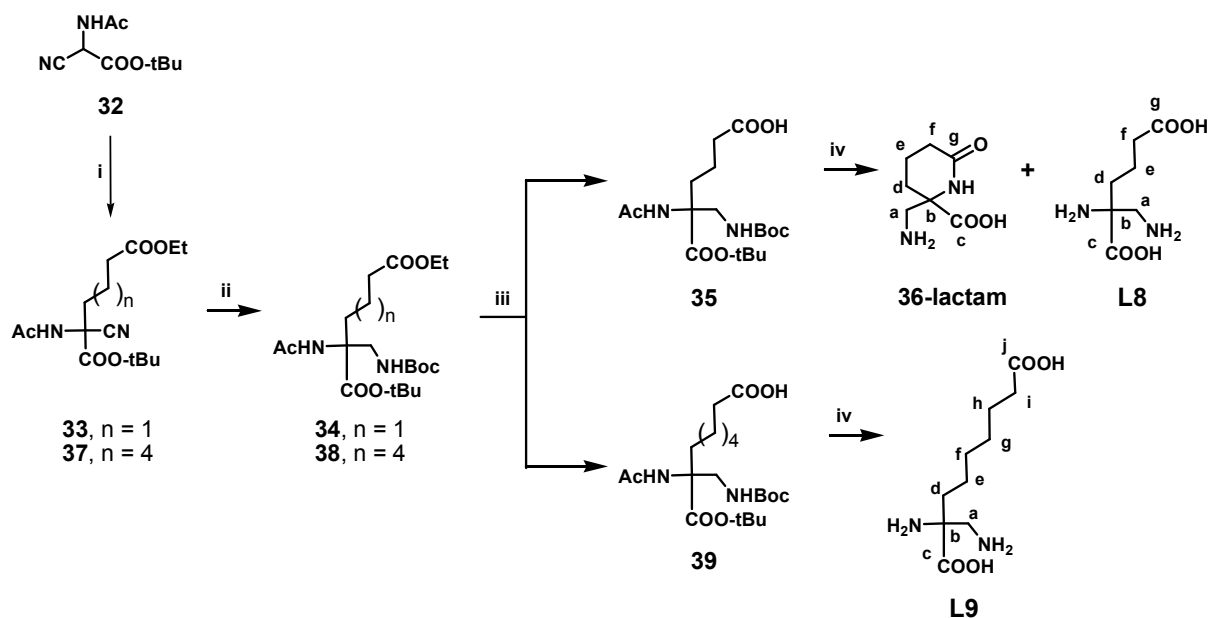 NHAc
NC
COO-tBu
32
i
COOEt
( )n
AcHN
CN
COO-tBu
33, n = 1
37, n = 4
ii
COOEt
( )n
AcHN
NHBoc
COO-tBu
34, n = 1
38, n = 4
iii
COOH
AcHN
NHBoc
COO-tBu
35
iv
f
g
O
e
d
NH
a
b
COOH
c
NH2
36-lactam
+
g
COOH
f
e
d
a
H2N
b
NH2
c
COOH
L8
COOH
( )4
AcHN
NHBoc
COO-tBu
39
iv
j
COOH
h
i
g
f
e
d
a
H2N
b
NH2
c
COOH
L9